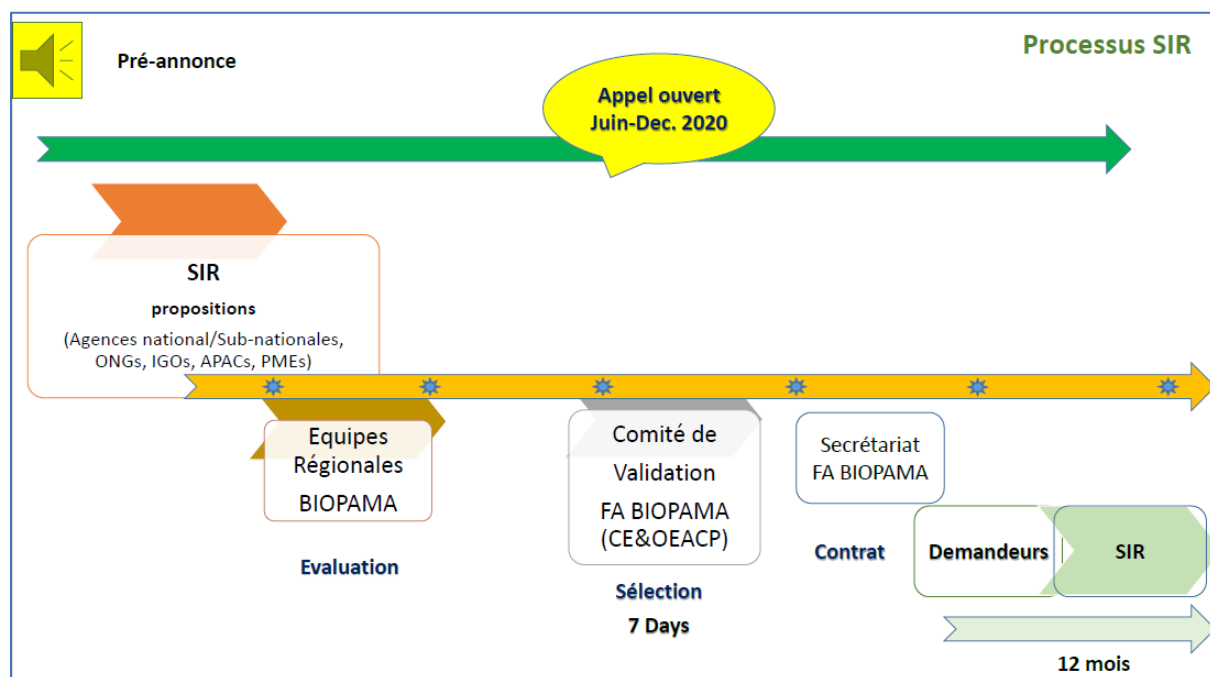 Pré-annonce
Processus SIR
Appel ouvert
Juin-Dec. 2020
SIR
propositions
(Agences national/Sub-nationales,
ONGs, IGOs, APACs, PMEs)
Equipes
Régionales
BIOPAMA
Evaluation
Comité de
Validation
FA BIOPAMA
(CE&OEACP)
Sélection
7 Days
Secrétariat
FA BIOPAMA
Contrat
Demandeurs
SIR
12 mois